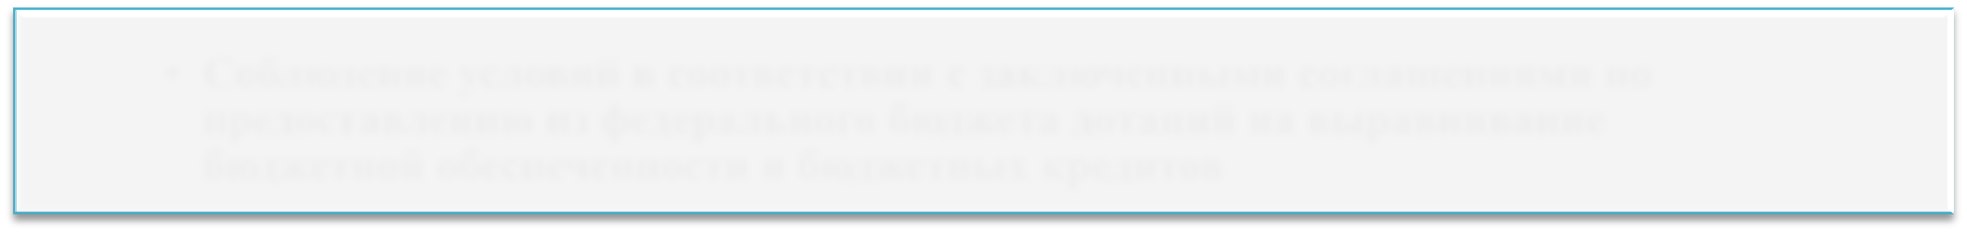 • Соблюдение условий в соответствии с заключенными соглашениями по
предоставлению из федерального бюджета дотаций на выравнивание
бюджетной обеспеченности и бюджетных кредитов